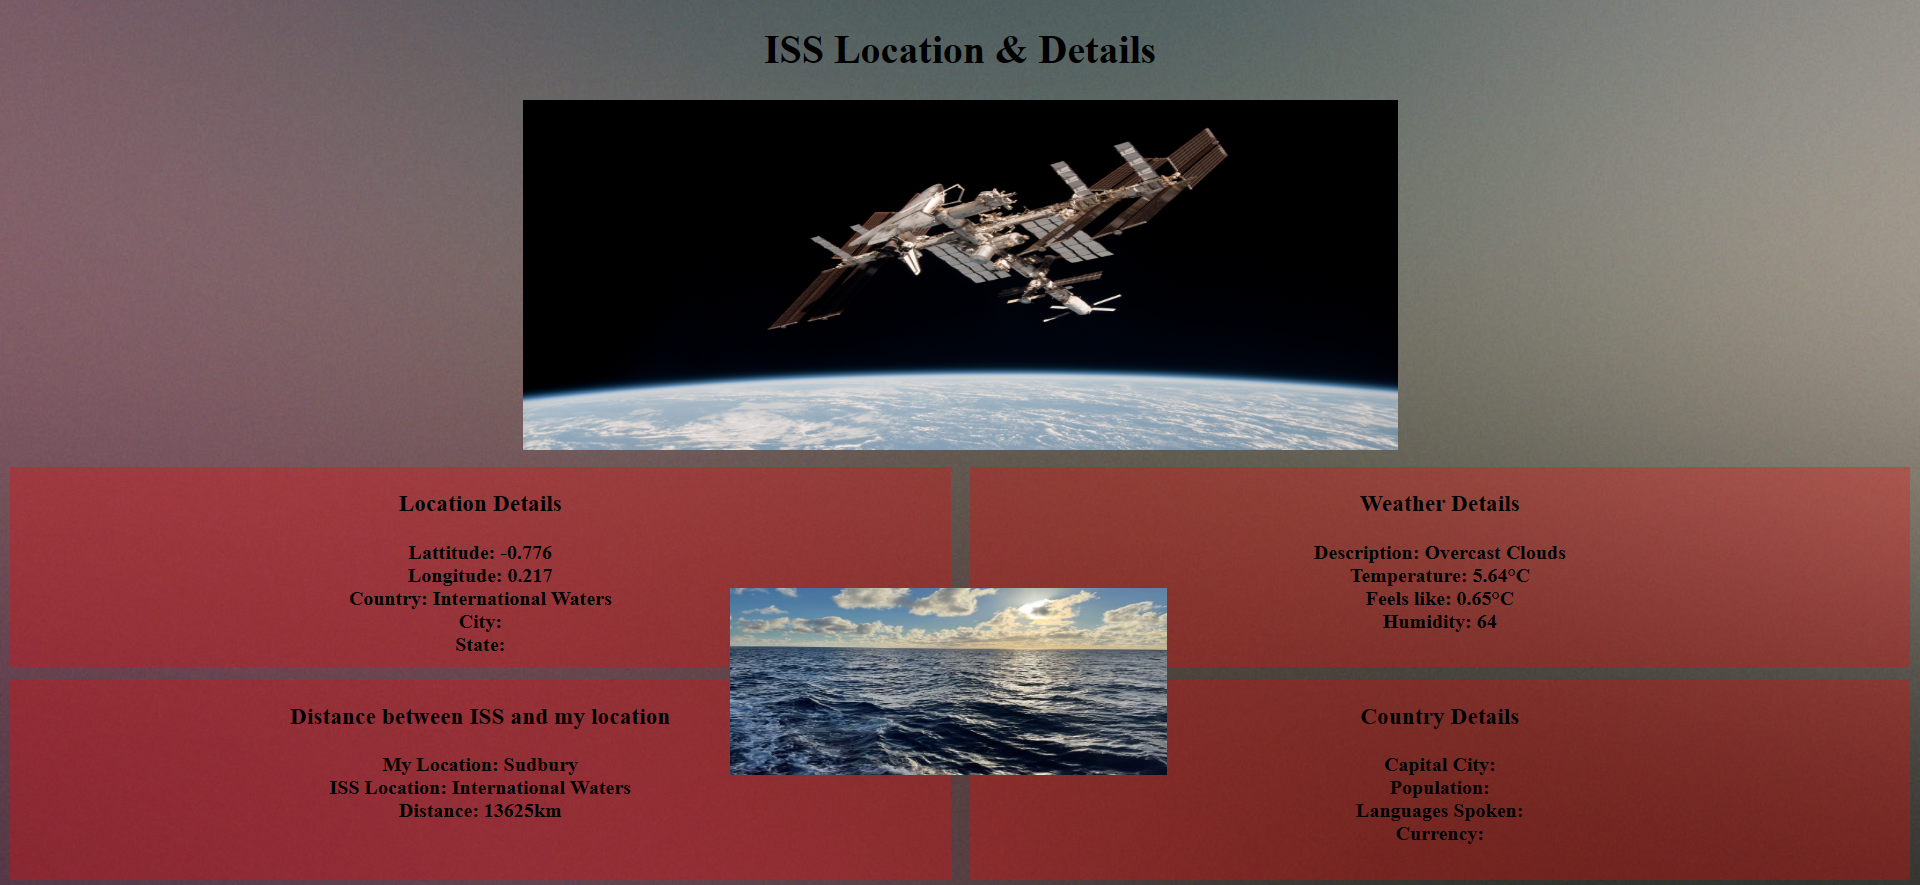 ISS Location & Details
Location Details
Lattitude: -0.776
Longitude: 0.217
Country: International Waters
City:
State:
Weather Details
Description: Overcast Clouds
Temperature: 5.64°C
Feels like: 0.65°C
Humidity: 64
Distance between ISS and my location
My Location: Sudbury
ISS Location: International Waters
Distance: 13625km
Country Details
Capital City:
Population:
Languages Spoken:
Currency: